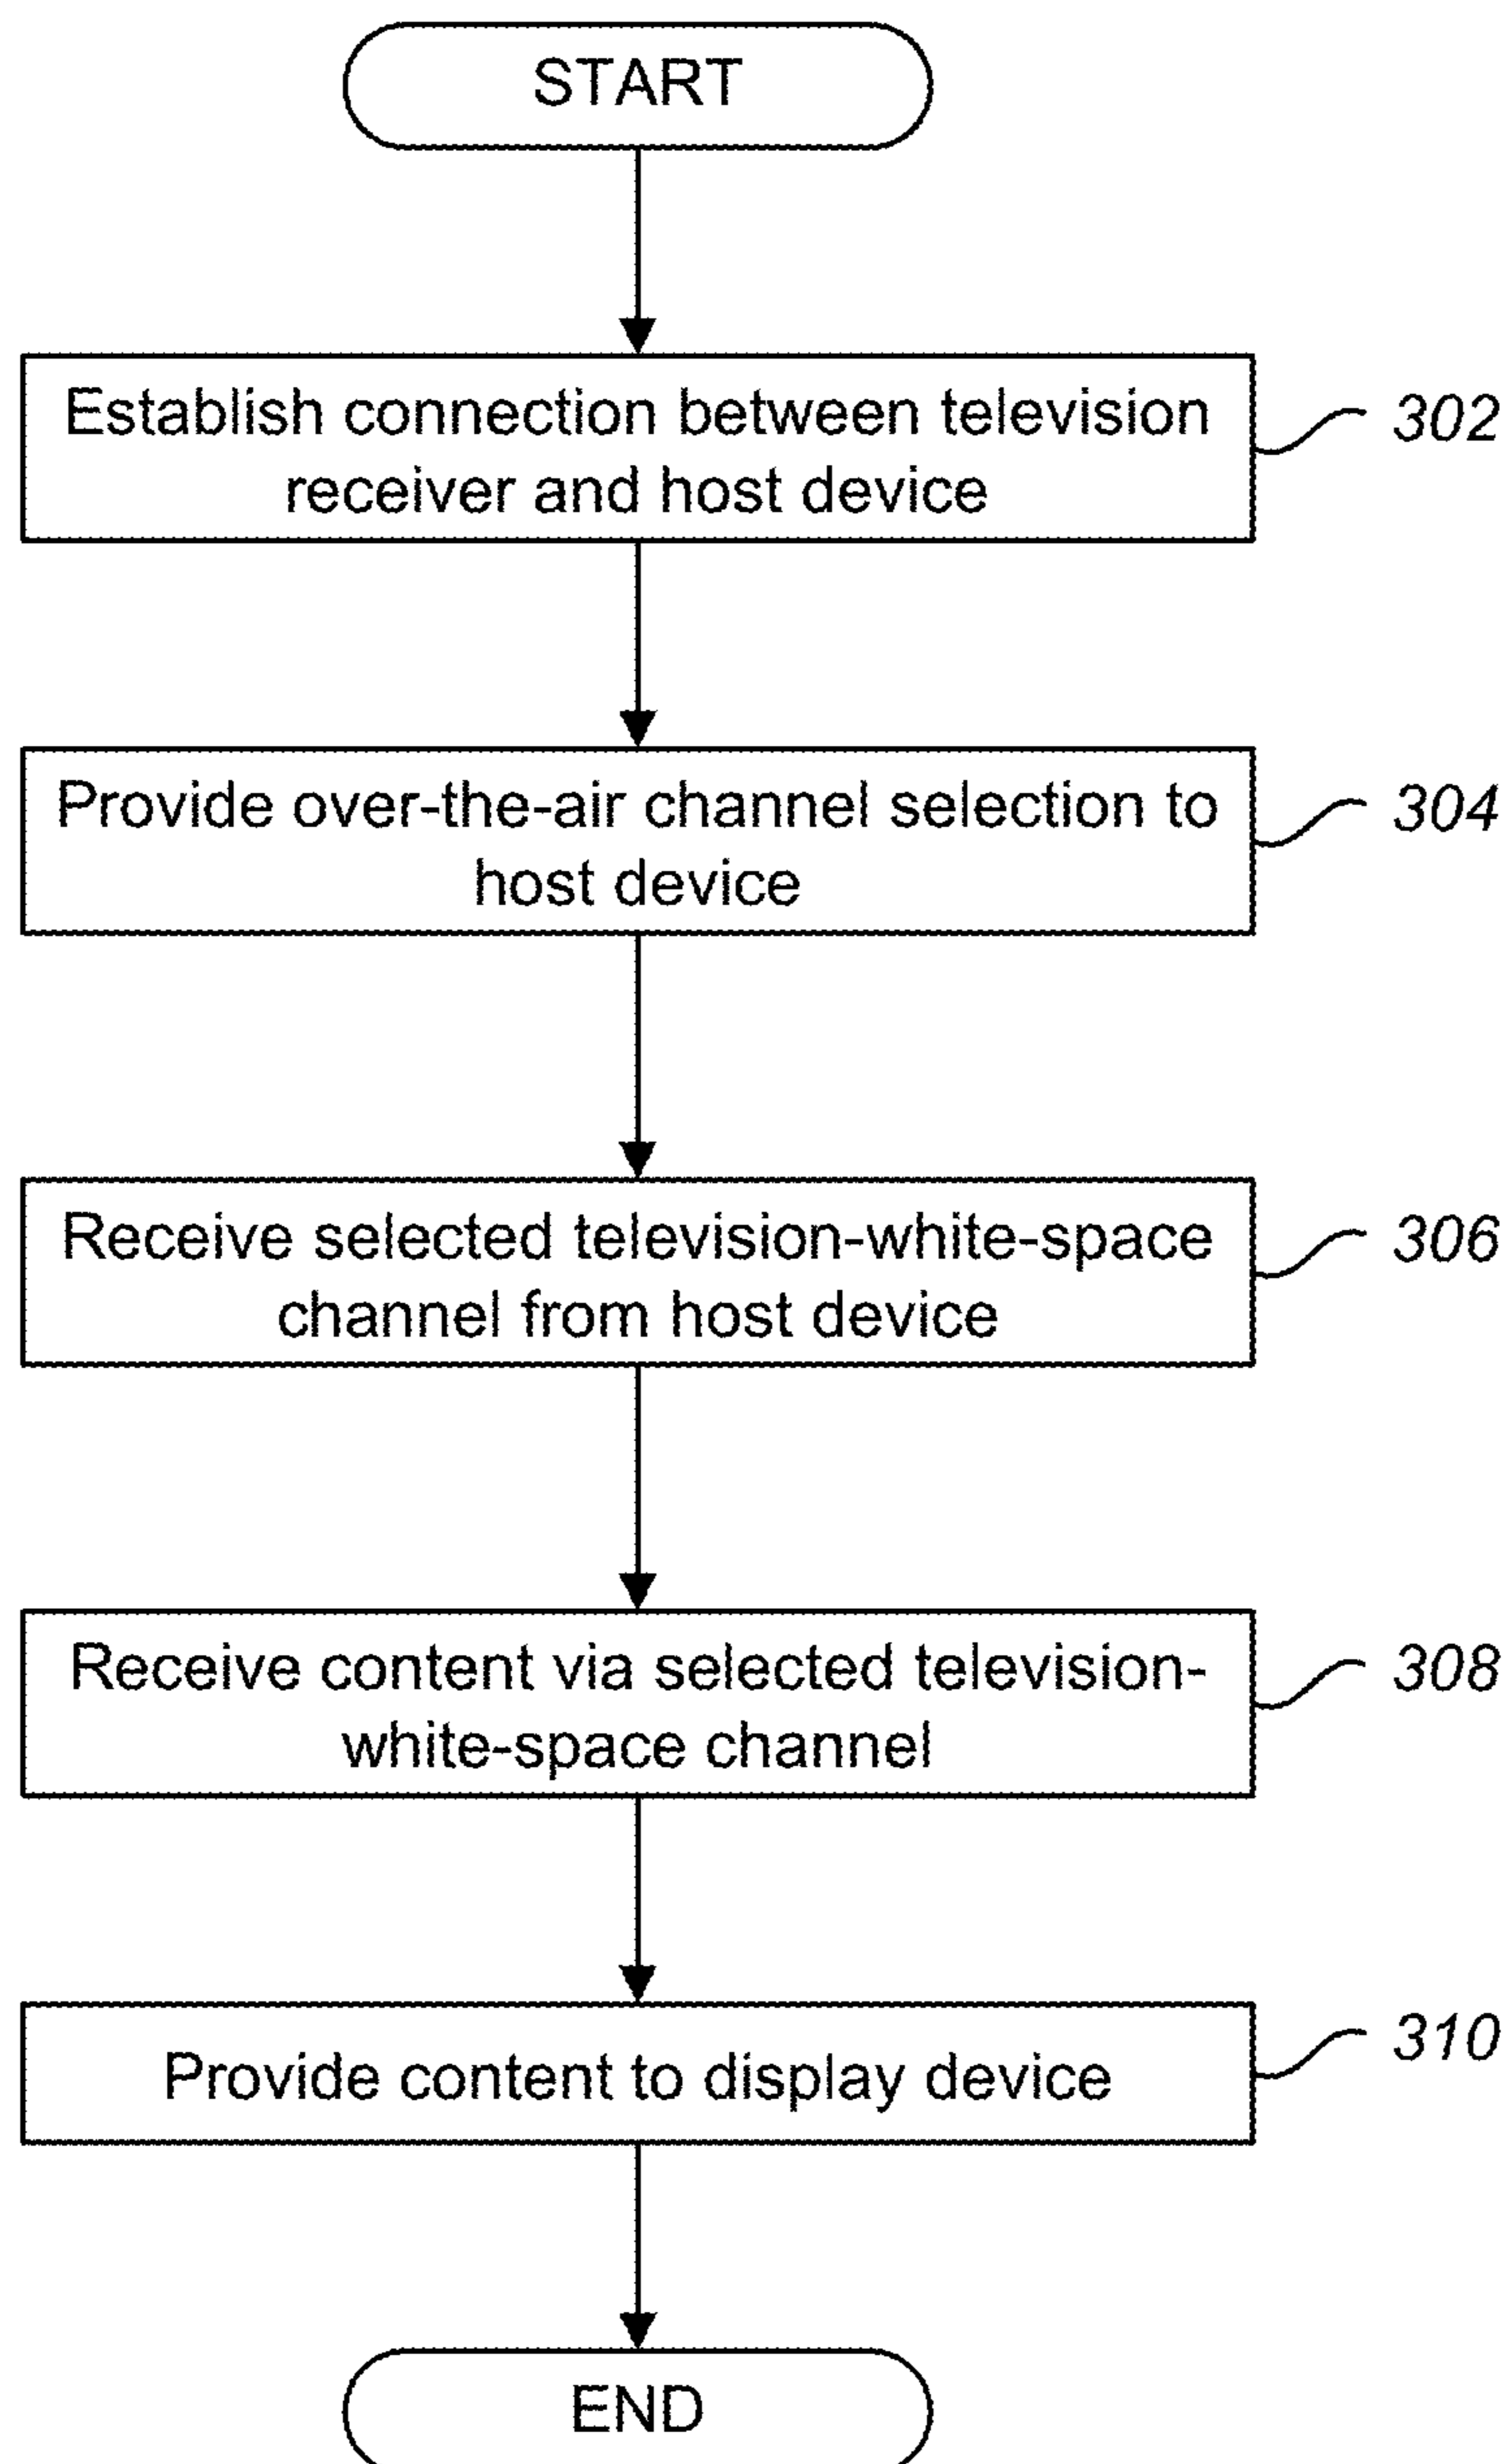 START
Establish connection between television
receiver and host device
302
Provide over-the-air channel selection to
host device
304
Receive selected television-white-space
channel from host device
306
Receive content via selected television-
white-space channel
308
Provide content to display device
310
END